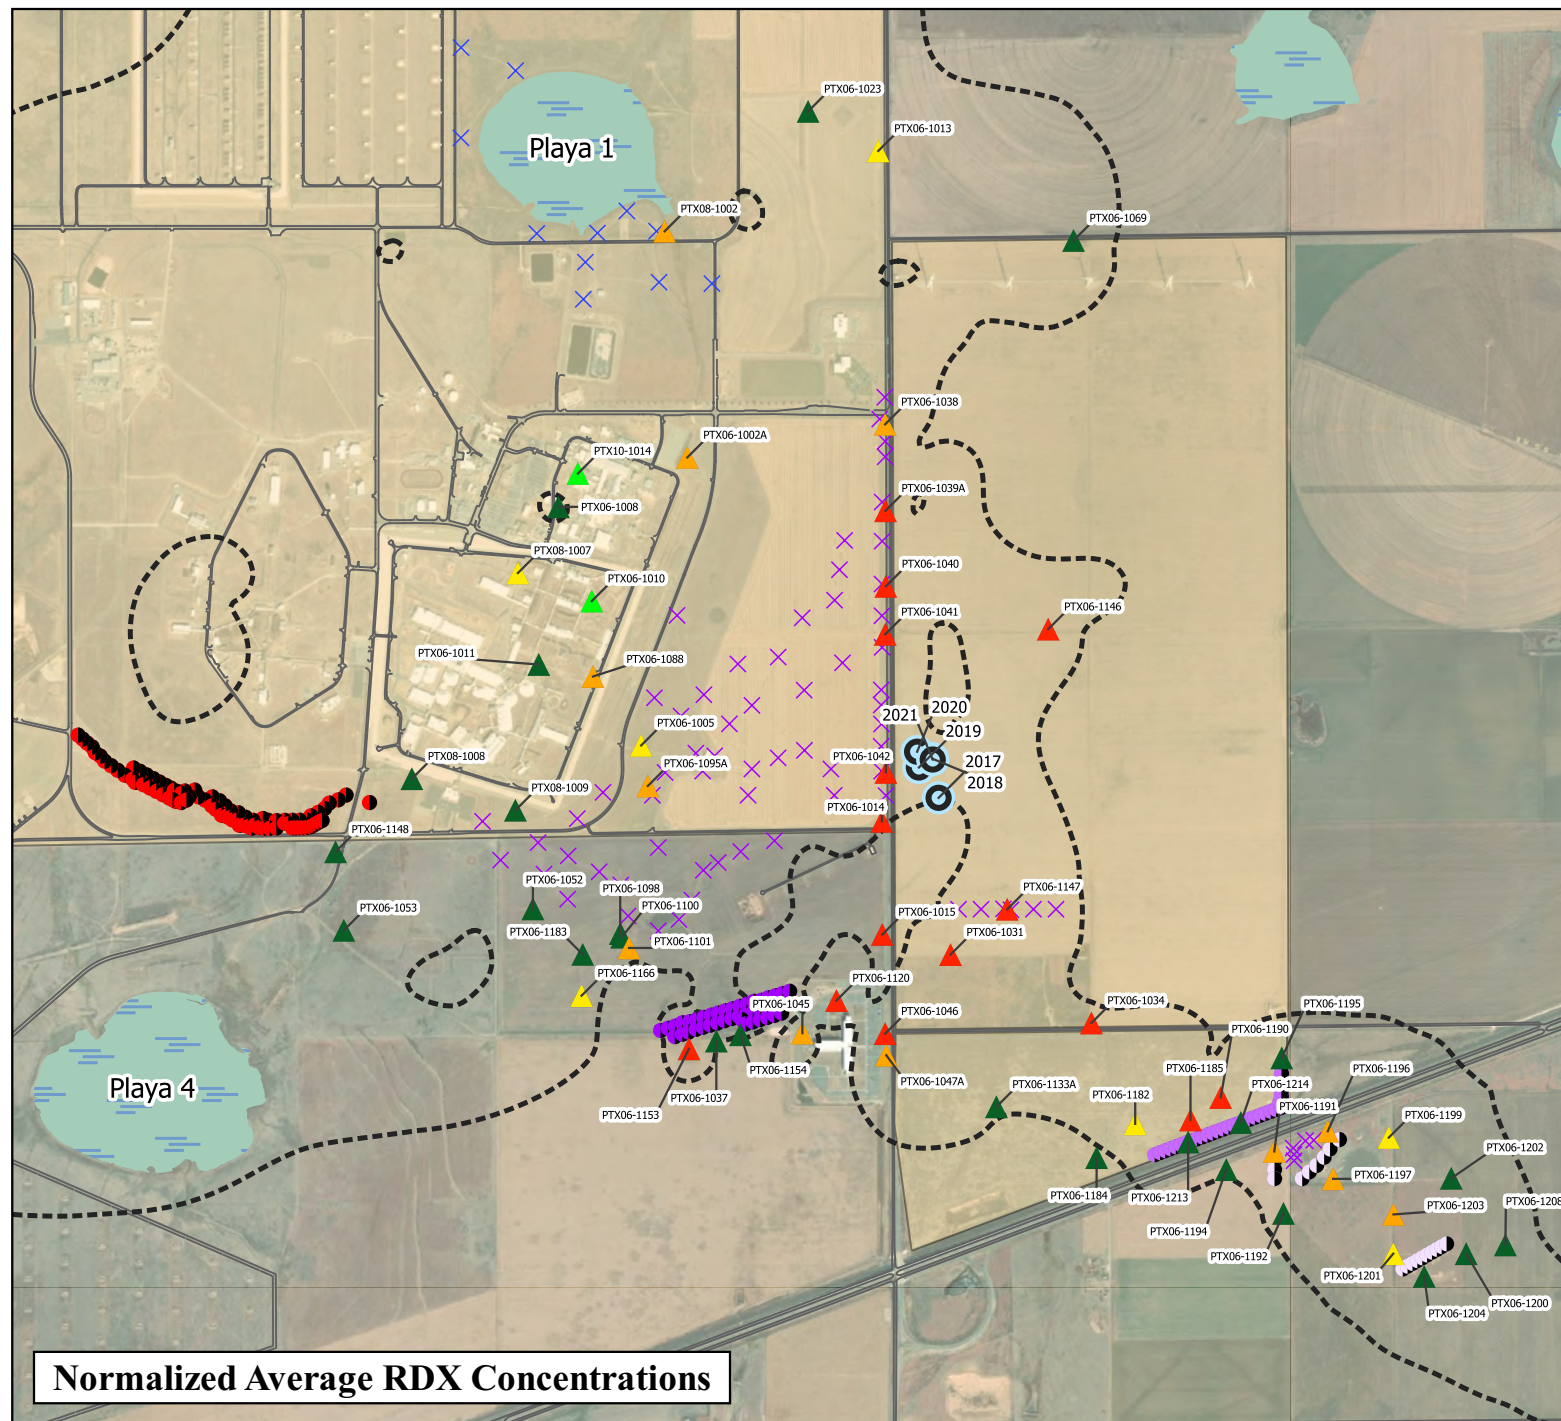 PTX06-1023
PTX06-1013
Playa 1
PTX08-1002
PTX06-1069
PTX06-1038
PTX06-1002A
PTX10-1014
PTX06-1039A
PTX06-1008
PTX08-1007
PTX06-1040
PTX06-1010
PTX06-1146
PTX06-1041
PTX06-1011
PTX06-1088
2020
2021
PTX06-1005
2019
PTX06-1042
2017
PTX06-1095A
PTX08-1008
2018
PTX08-1009
PTX06-1014
PTX06-1148
PTX06-1052
PTX06-1098
PTX06-1147
PTX06-1053
PTX06-1100
PTX06-1015
PTX06-1183
PTX06-1031
PTX06-1101
PTX06-1166
PTX06-1120
PTX06-1045
PTX06-1034
PTX06-1195
PTX06-1046
PTX06-1190
PTX06-1154
PTX06-1185
PTX06-1196
PTX06-1047A
PTX06-1133A
PTX06-1214
Playa 4
PTX06-1037
PTX06-1182
PTX06-1191
PTX06-1153
PTX06-1199
PTX06-1202
PTX06-1197
PTX06-1184
PTX06-1213
PTX06-1208
PTX06-1203
PTX06-1194
PTX06-1192
PTX06-1201
PTX06-1200
PTX06-1204
Normalized Average RDX Concentrations